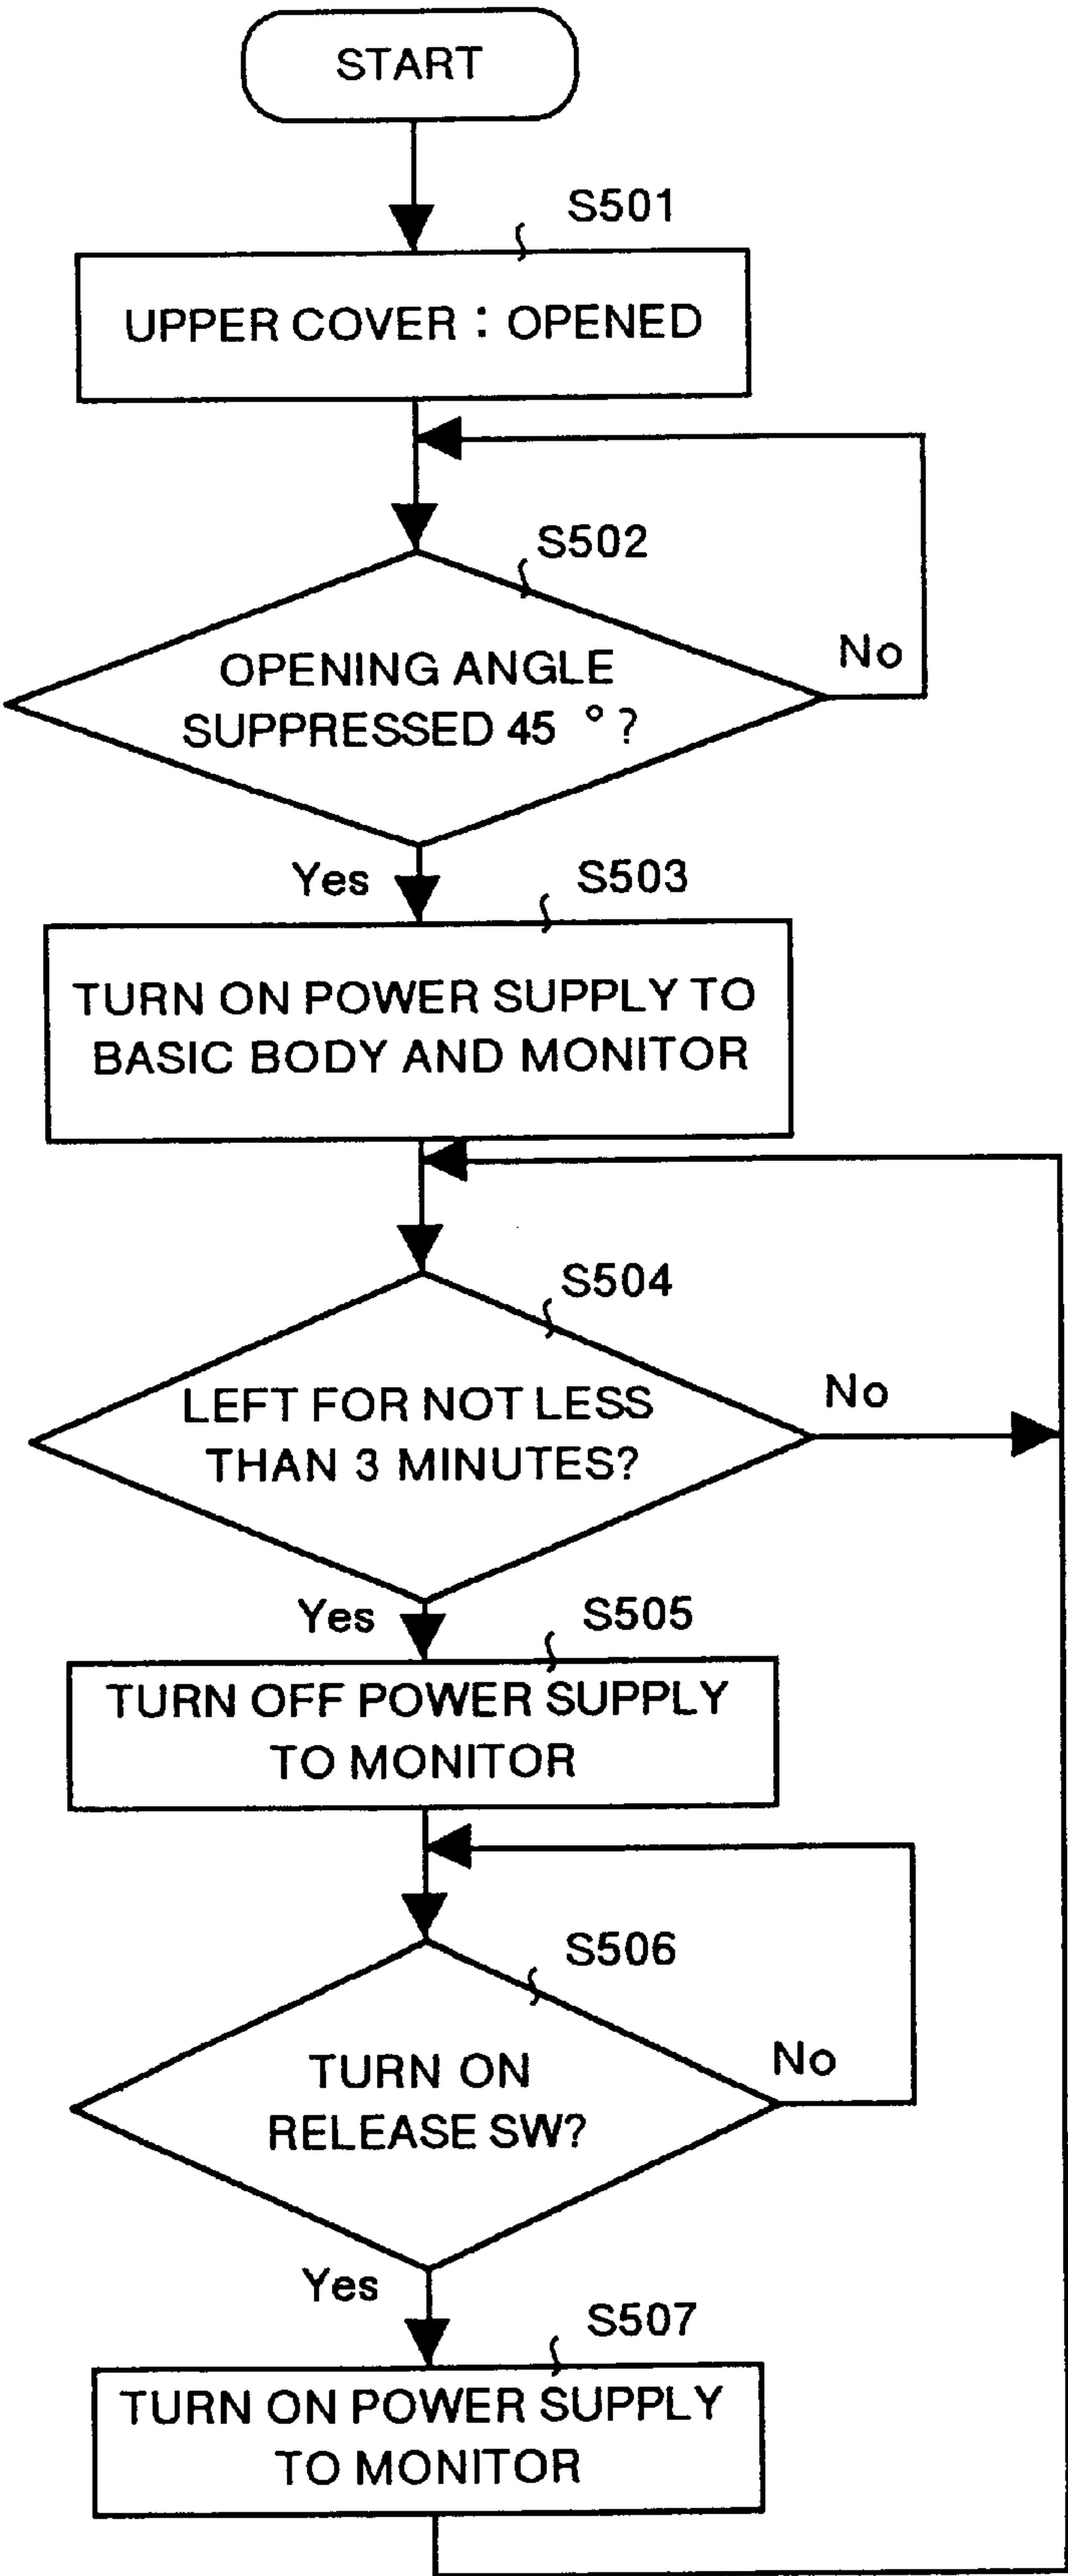 START
S501
UPPER COVER : OPENED
S502
OPENING ANGLE
SUPPRESSED 45 ° ?
No
Yes
S503
TURN ON POWER SUPPLY TO
BASIC BODY AND MONITOR
S504
LEFT FOR NOT LESS
THAN 3 MINUTES?
No
Yes
S505
TURN OFF POWER SUPPLY
TO MONITOR
S506
TURN ON
RELEASE SW?
No
Yes
S507
TURN ON POWER SUPPLY
TO MONITOR